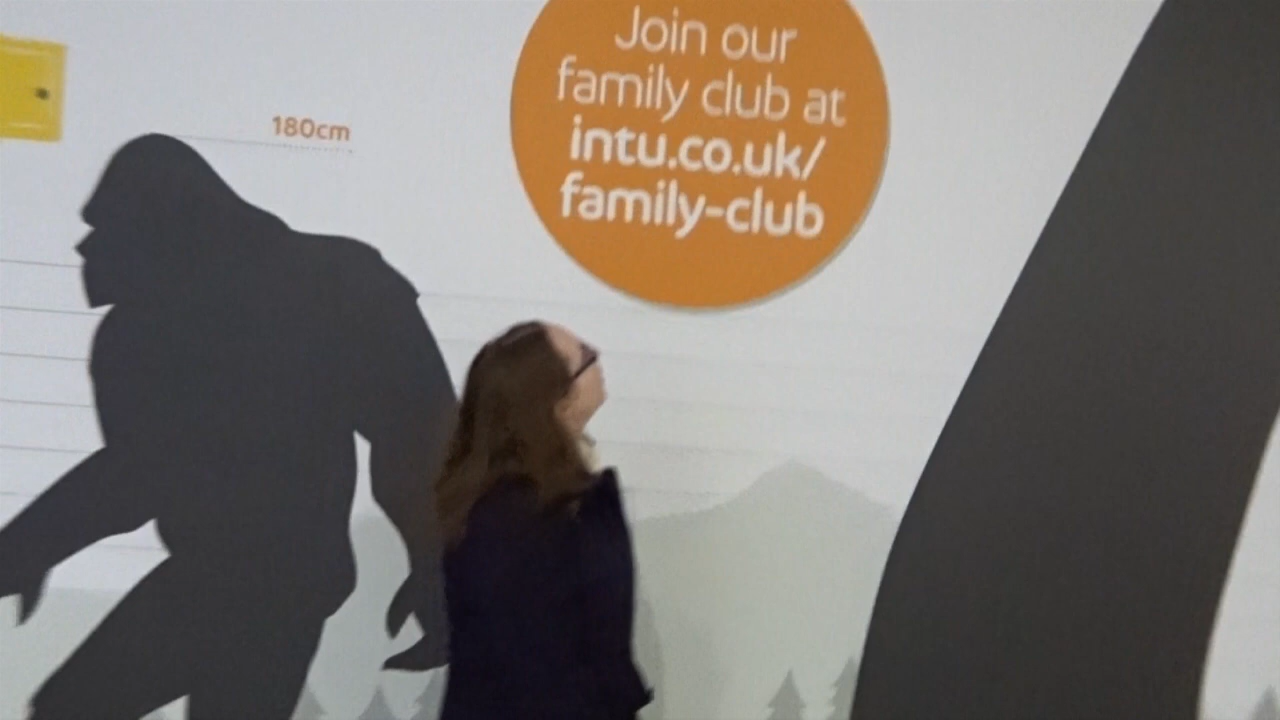 180cm
Join our
family club at
intu.co.uk/
family-club